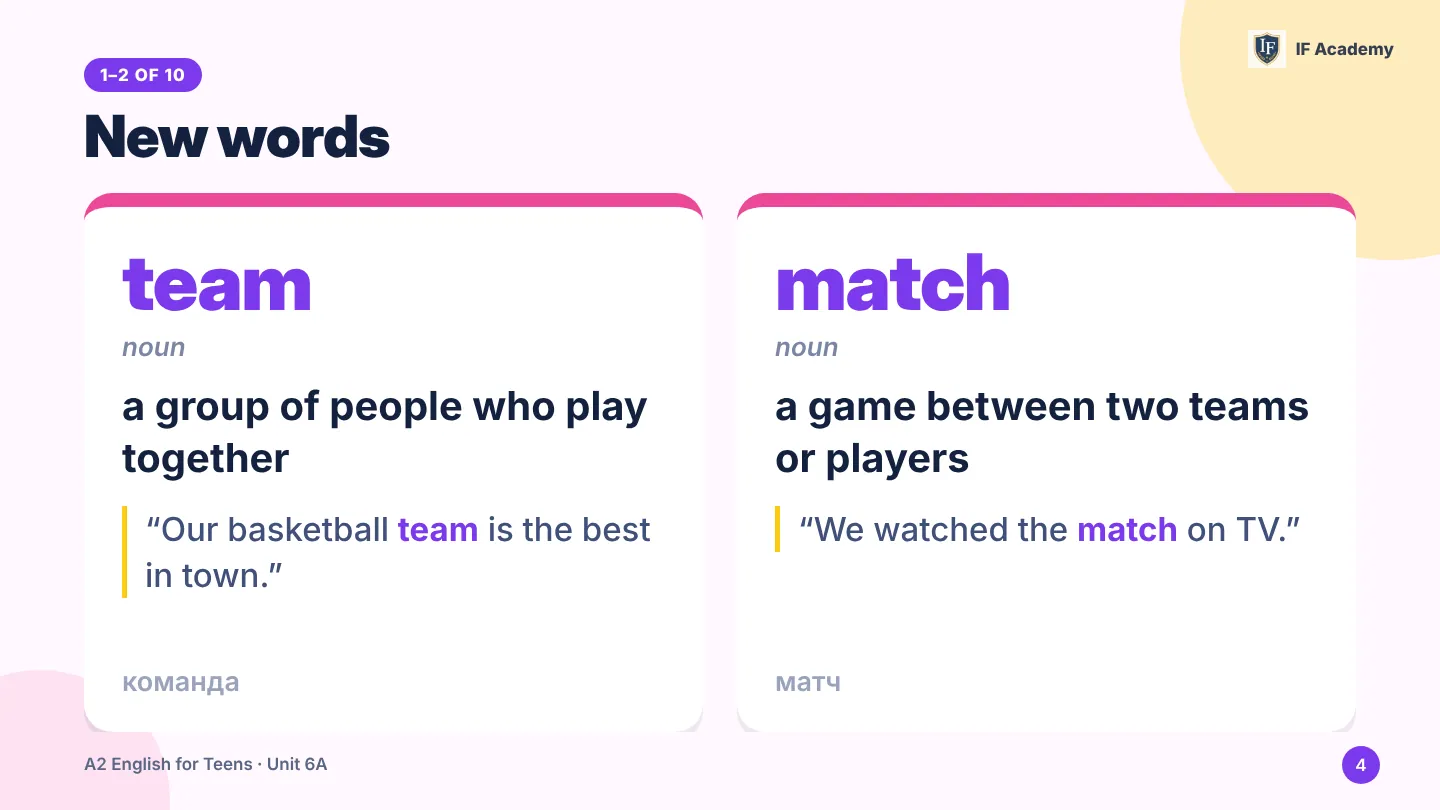 IF
IF Academy
1–2 OF 10
New words
team
noun
a group of people who play
together
“Our basketball team is the best
in town.”
команда
match
noun
a game between two teams
or players
“We watched the match on TV.”
матч
A2 English for Teens · Unit 6A
4